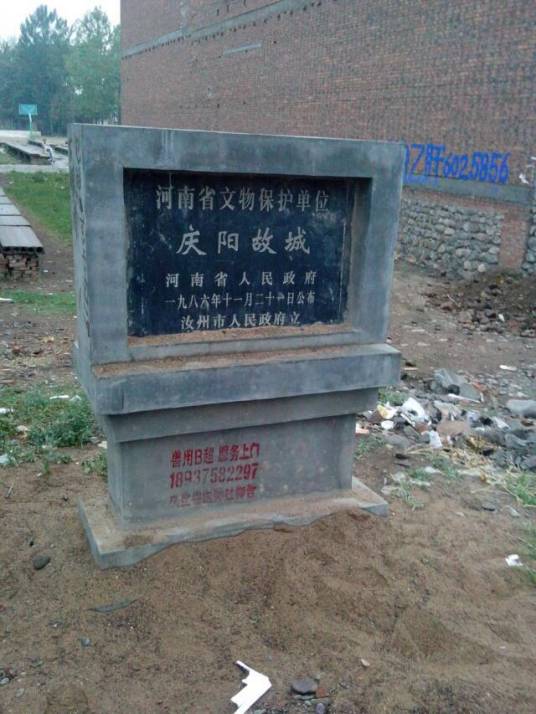 河南省文物保护单位
庆阳故城
河南省人民政府
一九八六年十一月二十一日公布
汝州市人民政府立
乙肝6025856
兽用B超 服务上门
18937582297